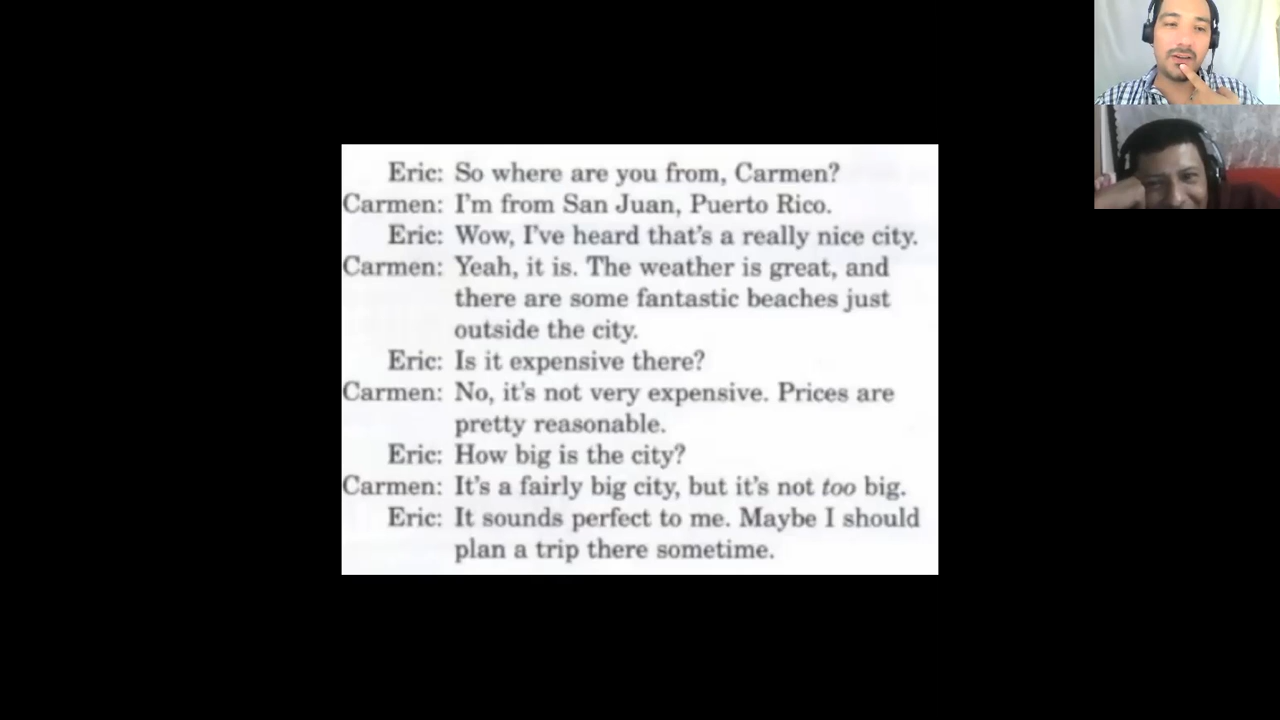 Eric: So where are you from, Carmen?
Carmen: I'm from San Juan, Puerto Rico.
Eric: Wow, I've heard that's a really nice city.
Carmen: Yeah, it is. The weather is great, and
there are some fantastic beaches just
outside the city.
Eric: Is it expensive there?
Carmen: No, it's not very expensive. Prices are
pretty reasonable.
Eric: How big is the city?
Carmen: It's a fairly big city, but it's not too big.
Eric: It sounds perfect to me. Maybe I should
plan a trip there sometime.